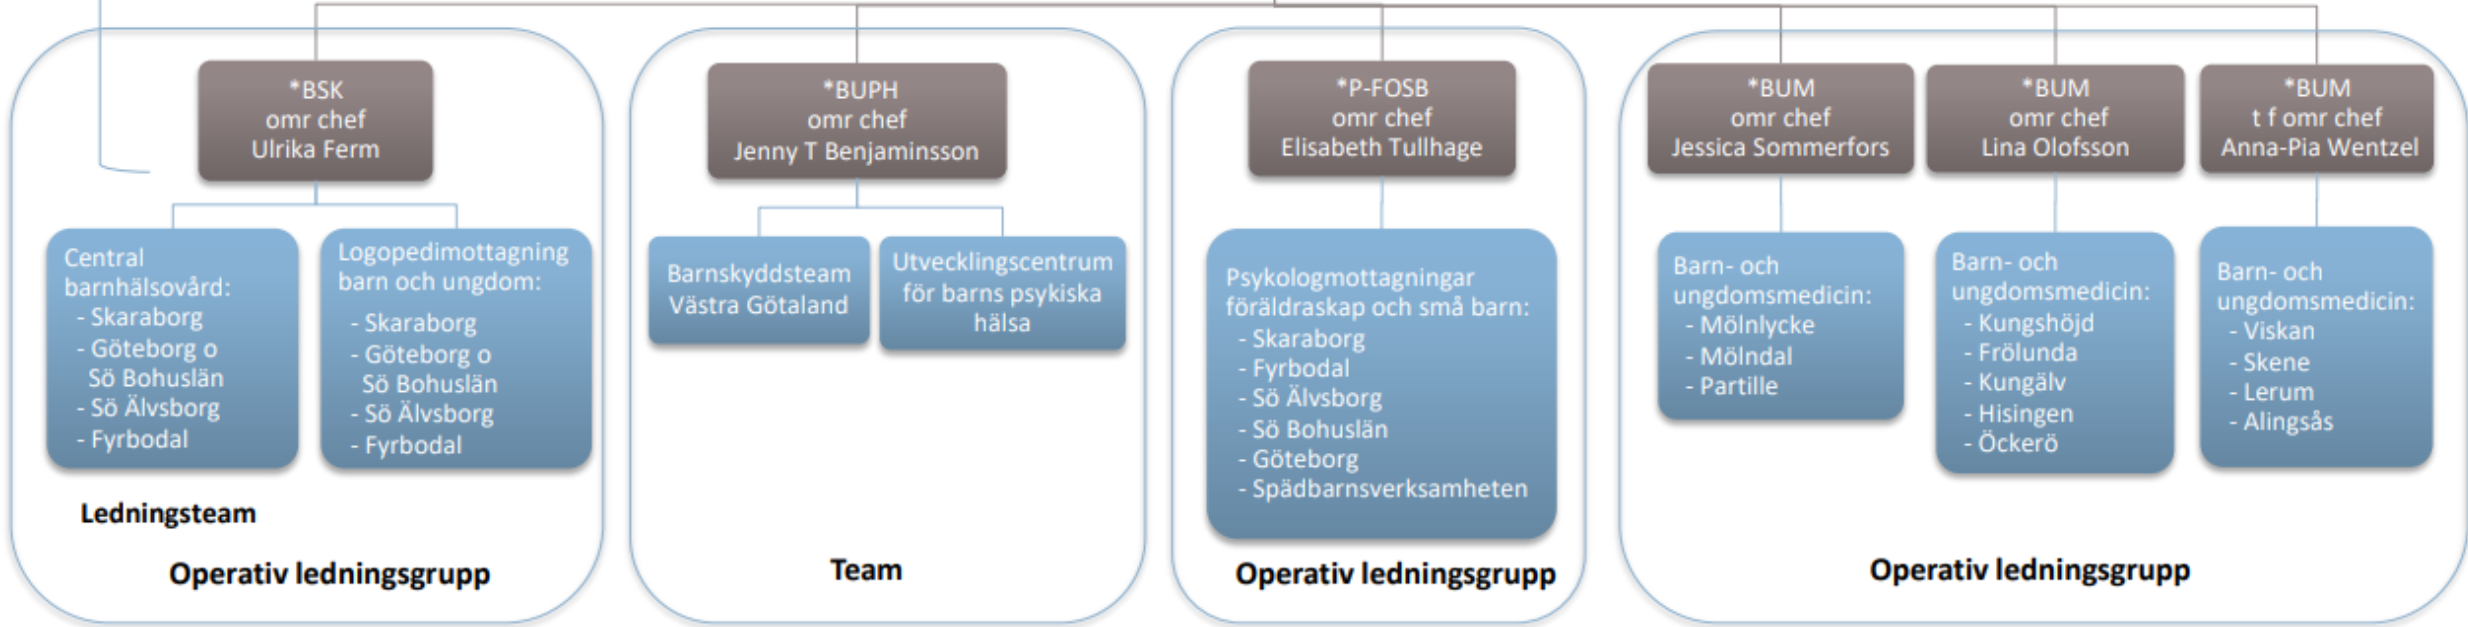 *BSK
omr chef
Ulrika Ferm
Central
barnhälsovård:
- Skaraborg
- Göteborg o
Sö Bohuslän
- Sö Älvsborg
- Fyrbodal
Logopedimottagning
barn och ungdom:
- Skaraborg
- Göteborg o
Sö Bohuslän
- Sö Älvsborg
- Fyrbodal
Ledningsteam
Operativ ledningsgrupp
*BUPH
omr chef
Jenny T Benjaminsson
Barnskyddsteam
Västra Götaland
Utvecklingscentrum
för barns psykiska
hälsa
Team
*P-FOSB
omr chef
Elisabeth Tullhage
Psykologmottagningar
föräldraskap och små barn:
- Skaraborg
- Fyrbodal
- Sö Älvsborg
- Sö Bohuslän
- Göteborg
- Spädbarnsverksamheten
Operativ ledningsgrupp
*BUM
omr chef
Jessica Sommerfors
Barn- och
ungdomsmedicin:
- Mölnlycke
- Mölndal
- Partille
*BUM
omr chef
Lina Olofsson
Barn- och
ungdomsmedicin:
- Kungshöjd
- Frölunda
- Kungälv
- Hisingen
- Öckerö
*BUM
t f omr chef
Anna-Pia Wentzel
Barn- och
ungdomsmedicin:
- Viskan
- Skene
- Lerum
- Alingsås
Operativ ledningsgrupp